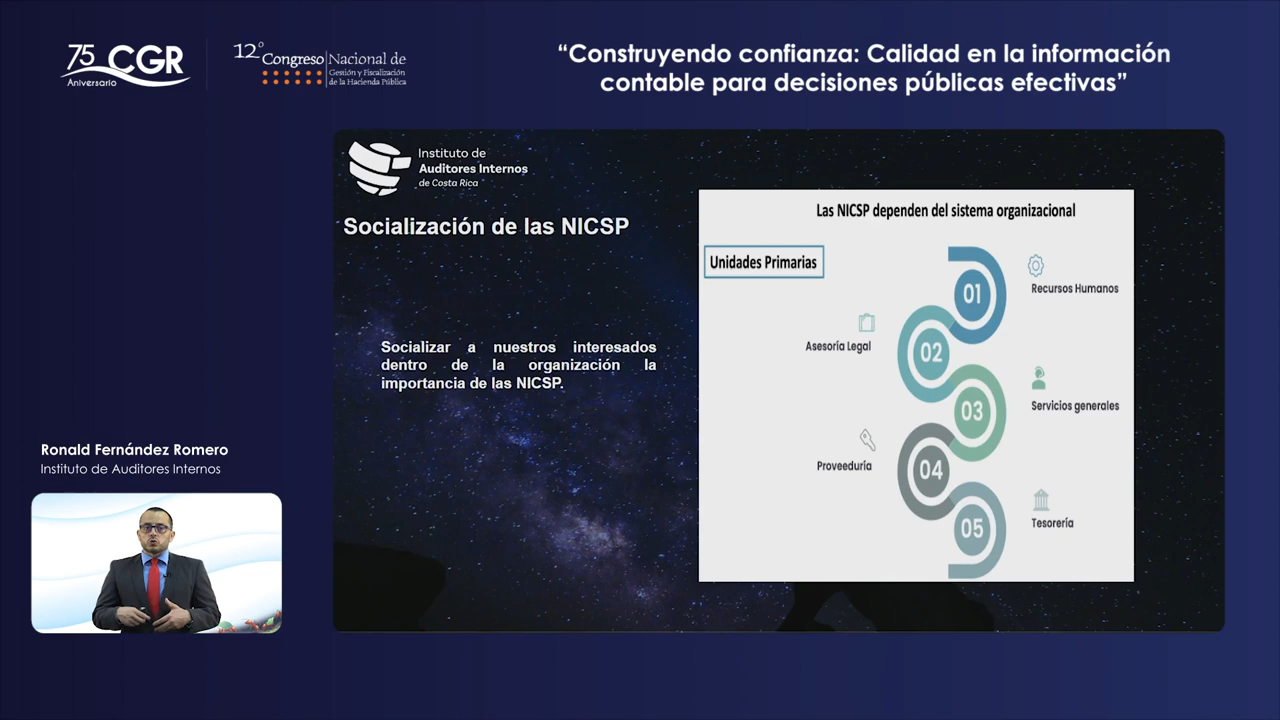 75 CGR
Aniversario
12° Congreso Nacional de
Gestión y Fiscalización
de la Hacienda Pública
“Construyendo confianza: Calidad en la información
contable para decisiones públicas efectivas”
Instituto de
Auditores Internos
de Costa Rica
Socialización de las NICSP
Socializar a nuestros interesados
dentro de la organización la
importancia de las NICSP.
Las NICSP dependen del sistema organizacional
Unidades Primarias
01
Recursos Humanos
Asesoría Legal
02
03
Servicios generales
Proveeduría
04
05
Tesorería
Ronald Fernández Romero
Instituto de Auditores Internos